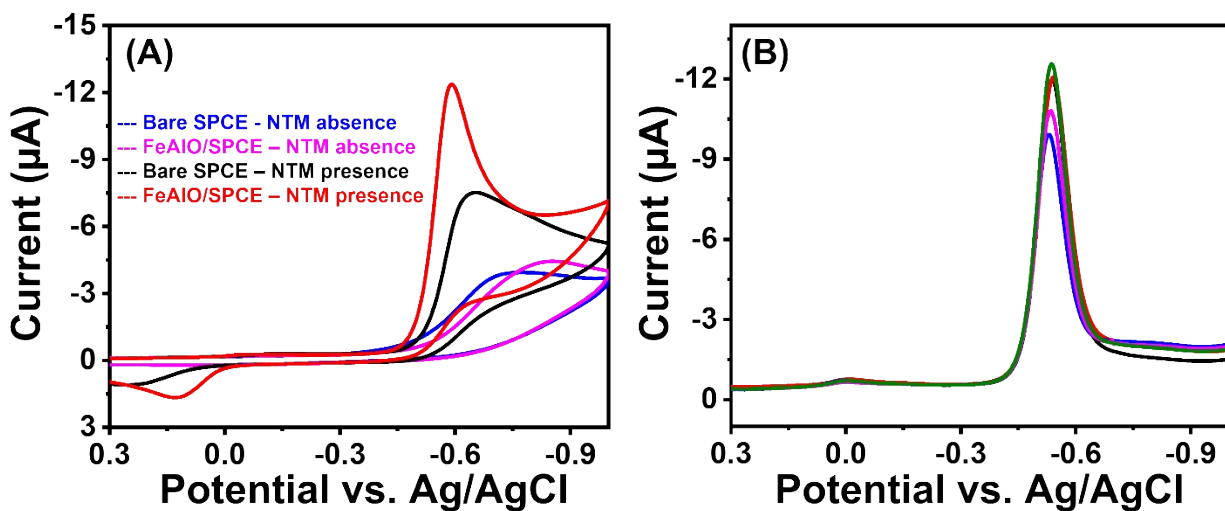 (A)
-15
-12
-9
-6
-3
0
3
Current (µA)
--- Bare SPCE - NTM absence
--- FeAlO/SPCE – NTM absence
--- Bare SPCE – NTM presence
--- FeAlO/SPCE – NTM presence
0.3 0.0 -0.3 -0.6 -0.9
Potential vs. Ag/AgCl
(B)
-12
-9
-6
-3
0
Current (µA)
0.3 0.0 -0.3 -0.6 -0.9
Potential vs. Ag/AgCl